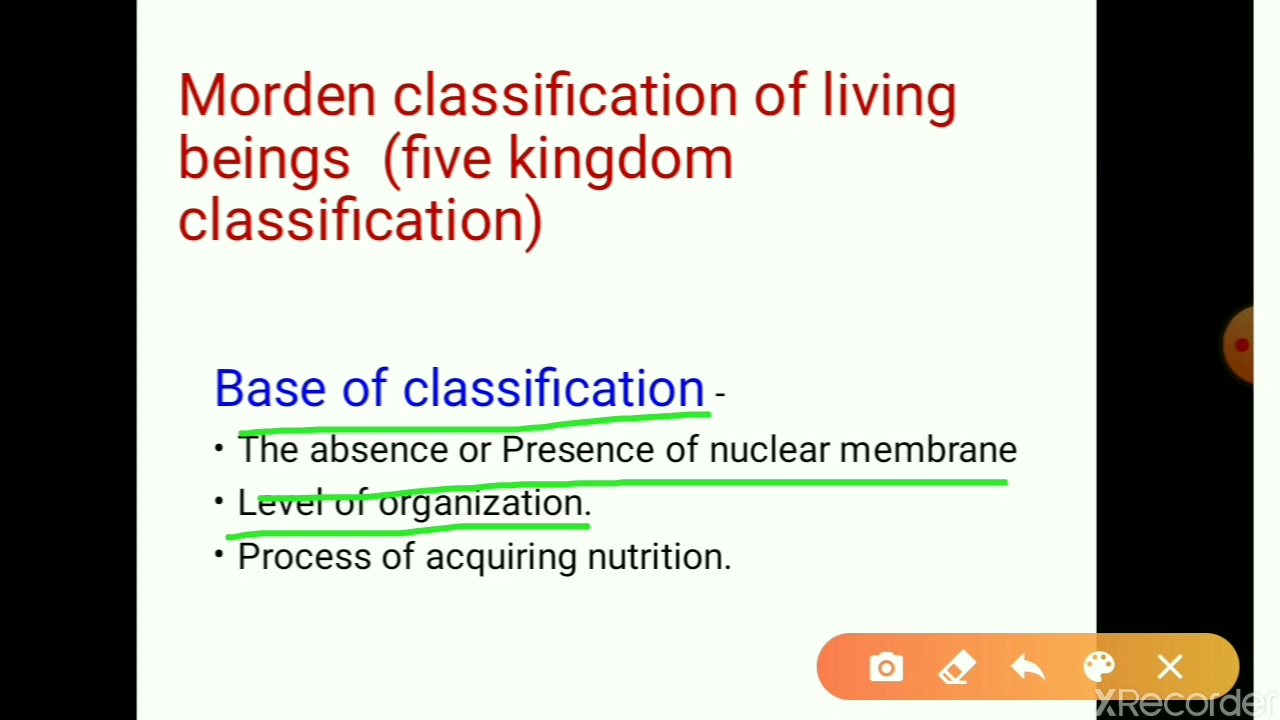 Morden classification of living
beings (five kingdom
classification)
Base of classification -
• The absence or Presence of nuclear membrane
• Level of organization.
• Process of acquiring nutrition.
XRecorder